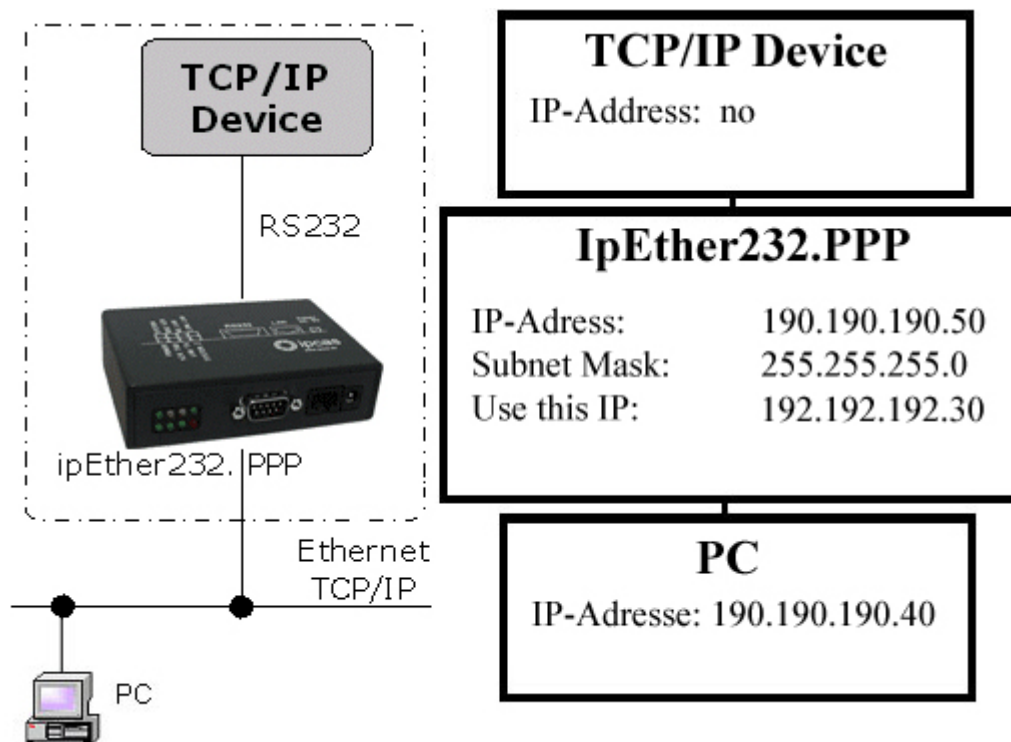 TCP/IP
Device
RS232
ipcas
ipEther232. PPP
Ethernet
TCP/IP
PC
TCP/IP Device
IP-Address: no
IpEther232.PPP
IP-Adress: 190.190.190.50
Subnet Mask: 255.255.255.0
Use this IP: 192.192.192.30
PC
IP-Adresse: 190.190.190.40